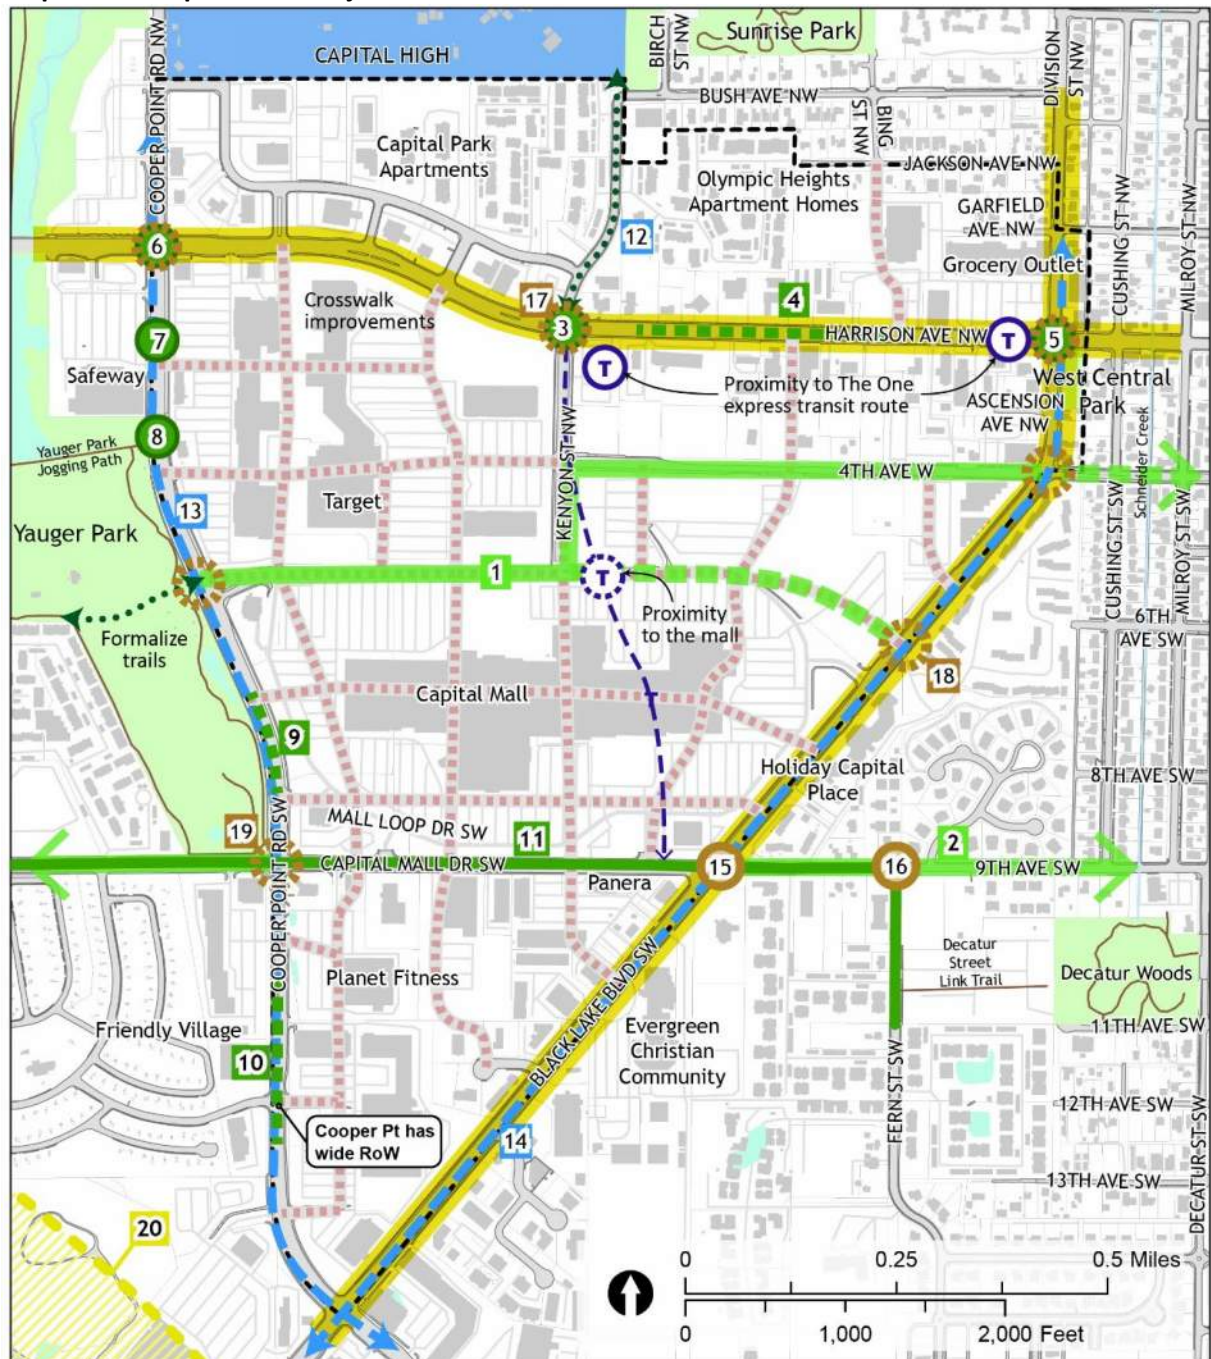 CAPITAL HIGH
COOPER POINT RD NW
BIRCH
ST NW
Sunrise Park
DIVISION
ST NW
BUSH AVE NW
BING
ST NW
Capital Park
Apartments
JACKSON AVE NW
Olympic Heights
Apartment Homes
GARFIELD
AVE NW
CUSHING ST NW
MILROY ST NW
12
6
Grocery Outlet
Crosswalk
improvements
17
4
3
HARRISON AVE NW
T
5
7
T
Safeway
Proximity to The One
express transit route
West Central
Park
ASCENSION
AVE NW
8
Yauger Park
Jogging Path
KENYON ST NW
4TH AVE W
Schneider Creek
Target
13
Yauger Park
CUSHING ST SW
MILROY ST SW
1
T
Proximity
to the mall
Formalize
trails
6TH
AVE SW
18
Capital Mall
T
9
Holiday Capital
Place
8TH AVE SW
MALL LOOP DR SW
19
11
2
CAPITAL MALL DR SW
15
16
9TH AVE SW
Panera
COOPER POINT RD SW
Planet Fitness
BLACK LAKE BLVD SW
Decatur
Street
Link Trail
Decatur Woods
Friendly Village
Evergreen
Christian
Community
11TH AVE SW
10
FERN ST SW
12TH AVE SW
Cooper Pt has
wide RoW
14
13TH AVE SW
DECATUR ST SW
20
0 0.25 0.5 Miles
0 1,000 2,000 Feet